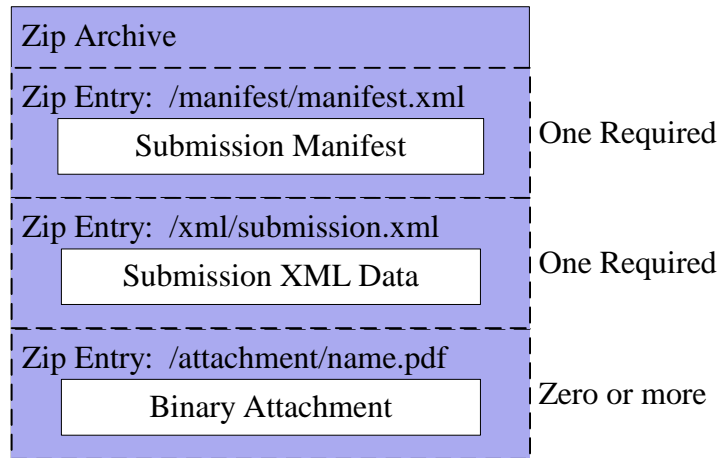 Zip Archive
Zip Entry: /manifest/manifest.xml
Submission Manifest
One Required
Zip Entry: /xml/submission.xml
Submission XML Data
One Required
Zip Entry: /attachment/name.pdf
Binary Attachment
Zero or more